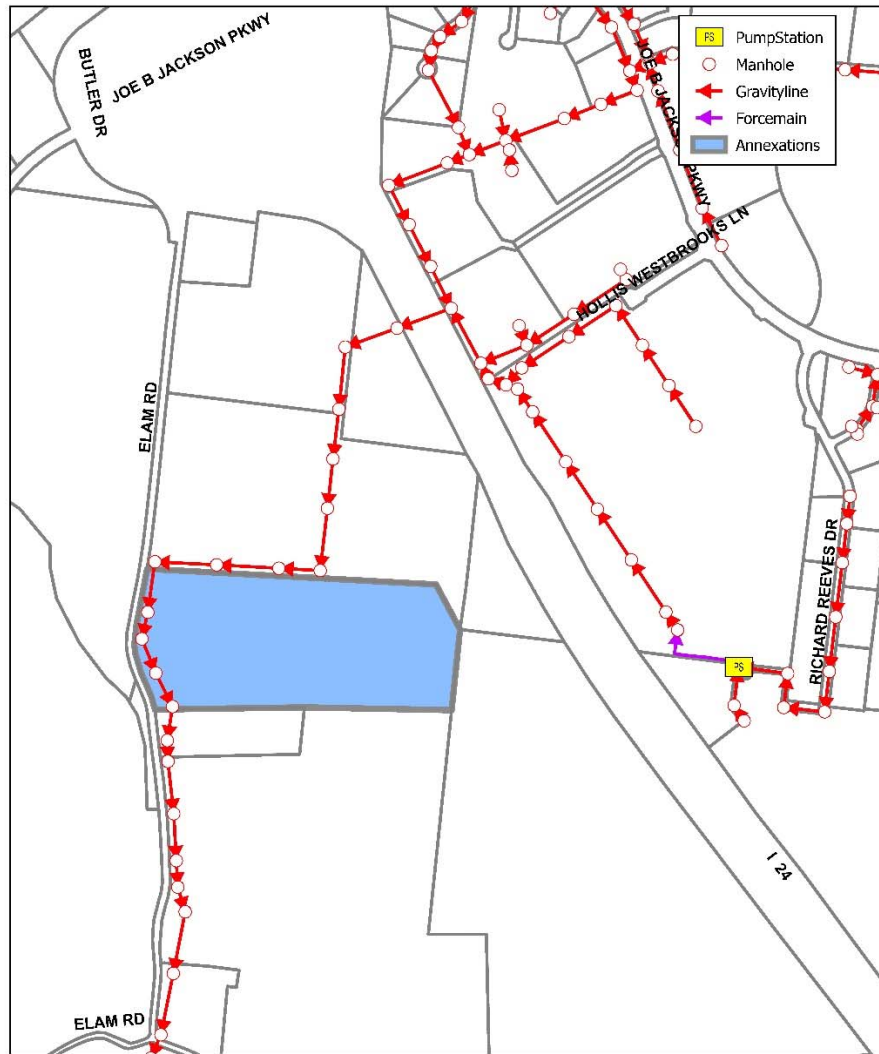 BUTLER DR
JOE B JACKSON PKWY
PS PumpStation
Manhole
Gravityline
Forcemain
Annexations
JOE B JACKSON PKWY
HOLLIS WESTBROOKS LN
ELAM RD
RICHARD REEVES DR
PS
I 24
ELAM RD